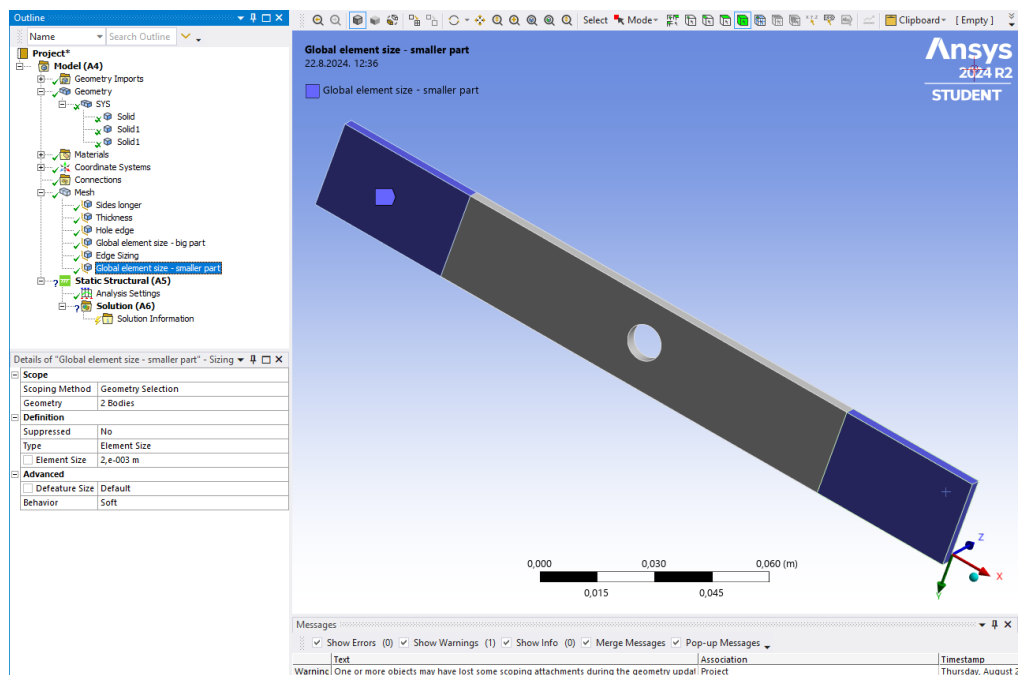 Outline
Name
Search Outline
Project*
Model (A4)
Geometry Imports
Geometry
SYS
Solid
Solid1
Solid1
Materials
Coordinate Systems
Connections
Mesh
Sides longer
Thickness
Hole edge
Global element size - big part
Edge Sizing
Global element size - smaller part
Static Structural (A5)
Analysis Settings
Solution (A6)
Solution Information
Details of "Global element size - smaller part" - Sizing
Scope
Scoping Method Geometry Selection
Geometry 2 Bodies
Definition
Suppressed No
Type Element Size
Element Size 2,e-003 m
Advanced
Defeature Size Default
Behavior Soft
Select Mode Clipboard [ Empty ]
Global element size - smaller part
22.8.2024. 12:36
Global element size - smaller part
Ansys
2024 R2
STUDENT
0,000 0,030 0,060 (m)
0,015 0,045
Z
X
Y
Messages
Show Errors (0) Show Warnings (1) Show Info (0) Merge Messages Pop-up Messages
Text Association Timestamp
Warning One or more objects may have lost some scoping attachments during the geometry updat Project Thursday, August 2